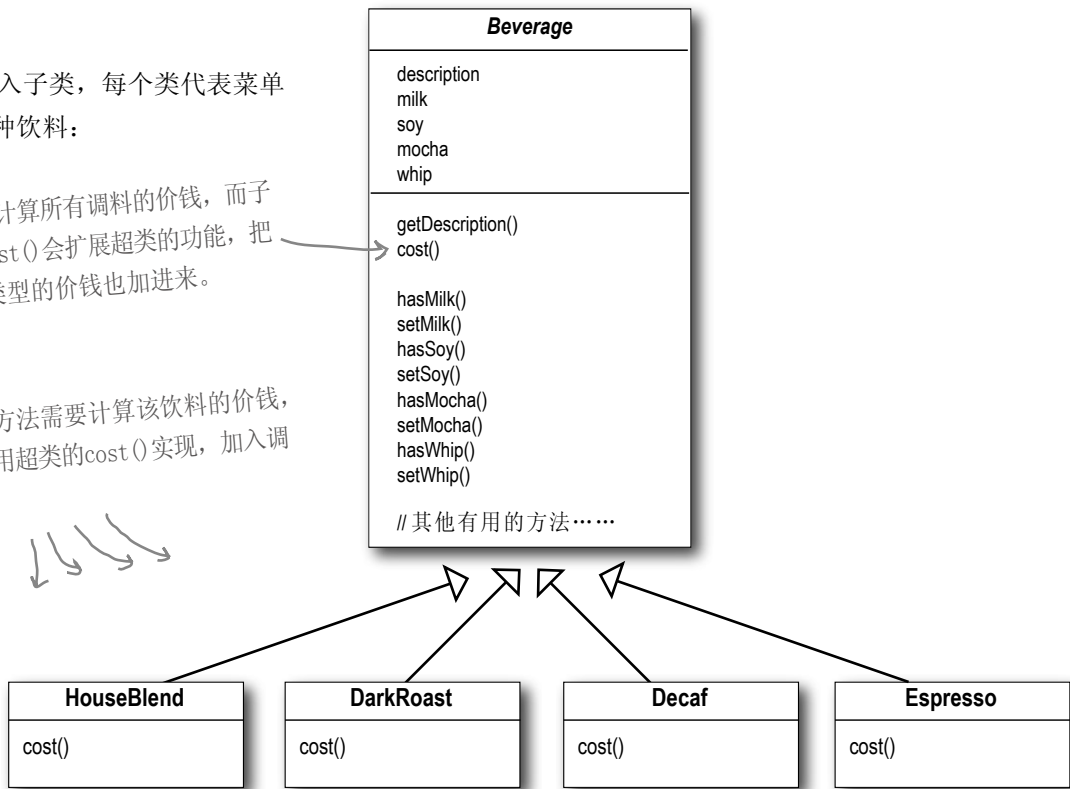 入子类，每个类代表菜单
种饮料：
计算所有调料的价钱，而子
st()会扩展超类的功能，把
类型的价钱也加进来。
方法需要计算该饮料的价钱，
用超类的cost()实现，加入调
Beverage
description
milk
soy
mocha
whip
getDescription()
cost()
hasMilk()
setMilk()
hasSoy()
setSoy()
hasMocha()
setMocha()
hasWhip()
setWhip()
//其他有用的方法……
HouseBlend
cost()
DarkRoast
cost()
Decaf
cost()
Espresso
cost()